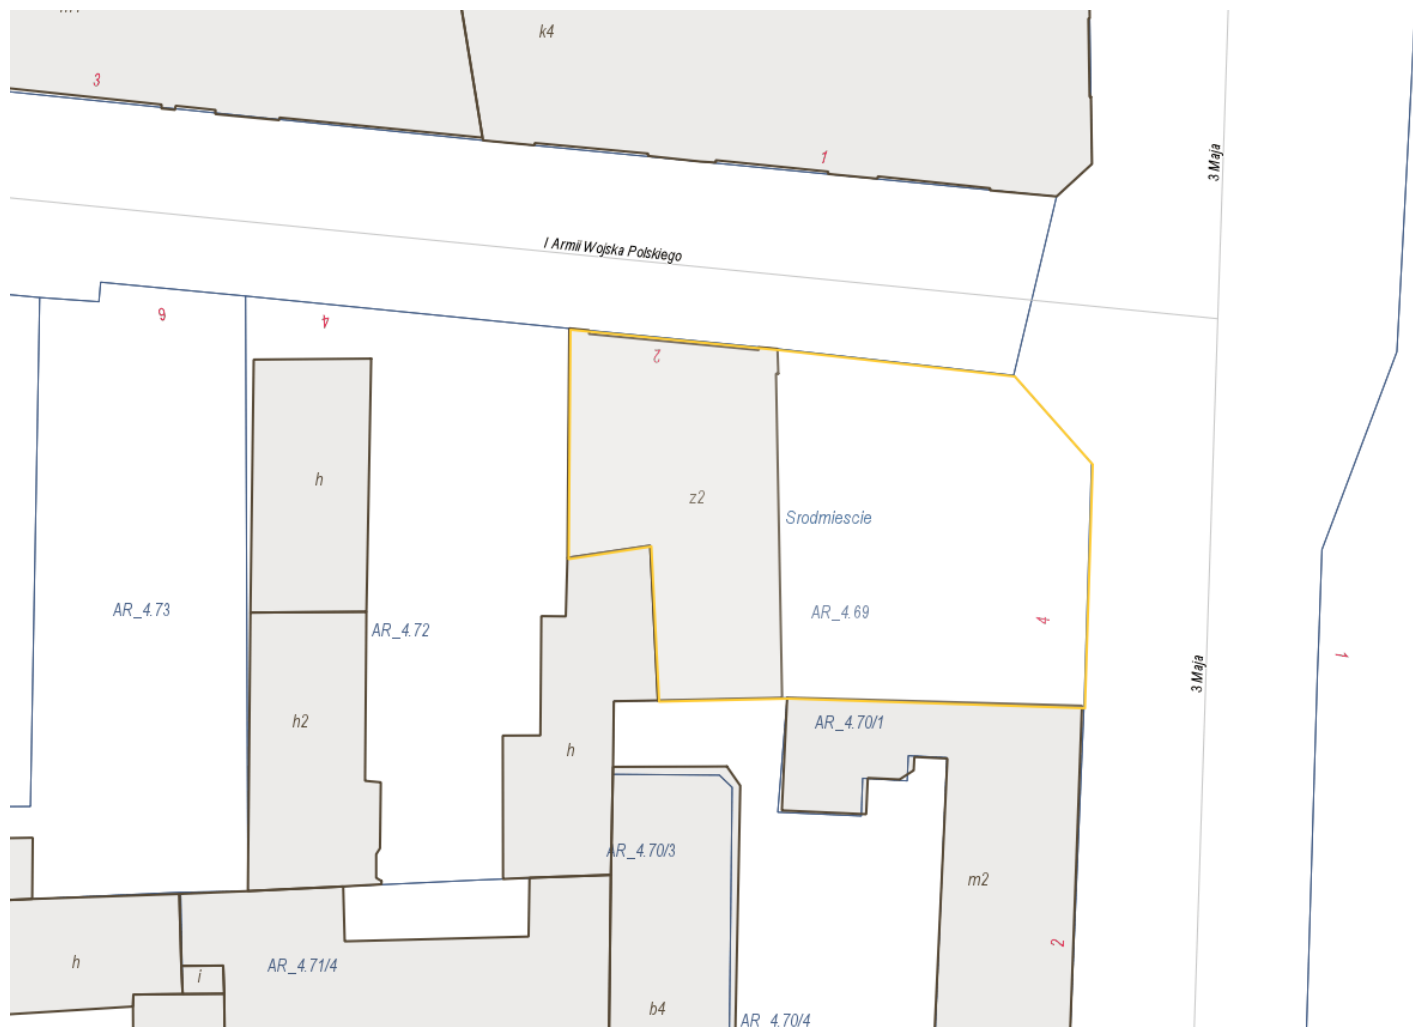 k4
3
1
3 Maja
I Armii Wojska Polskiego
6
4
2
h
z2
Srodmiescie
AR_4.73
AR_4.72
AR_4.69
4
1
3 Maja
h2
AR_4.70/1
h
AR_4.70/3
m2
2
h
i
AR_4.71/4
b4
AR_4.70/4